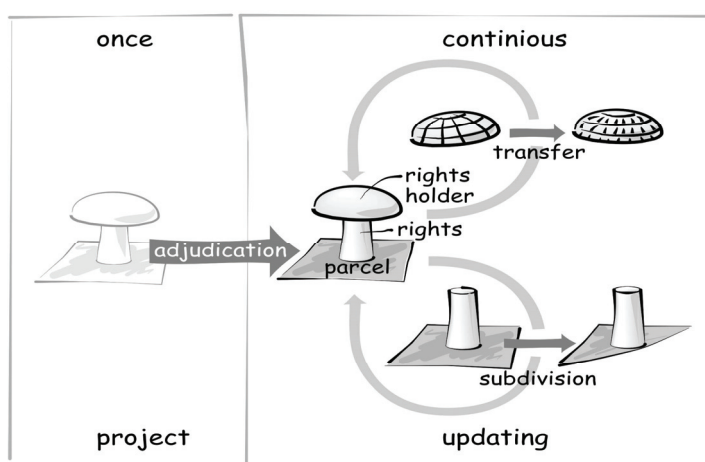 once
continious
transfer
rights
holder
rights
adjudication
parcel
subdivision
project
updating